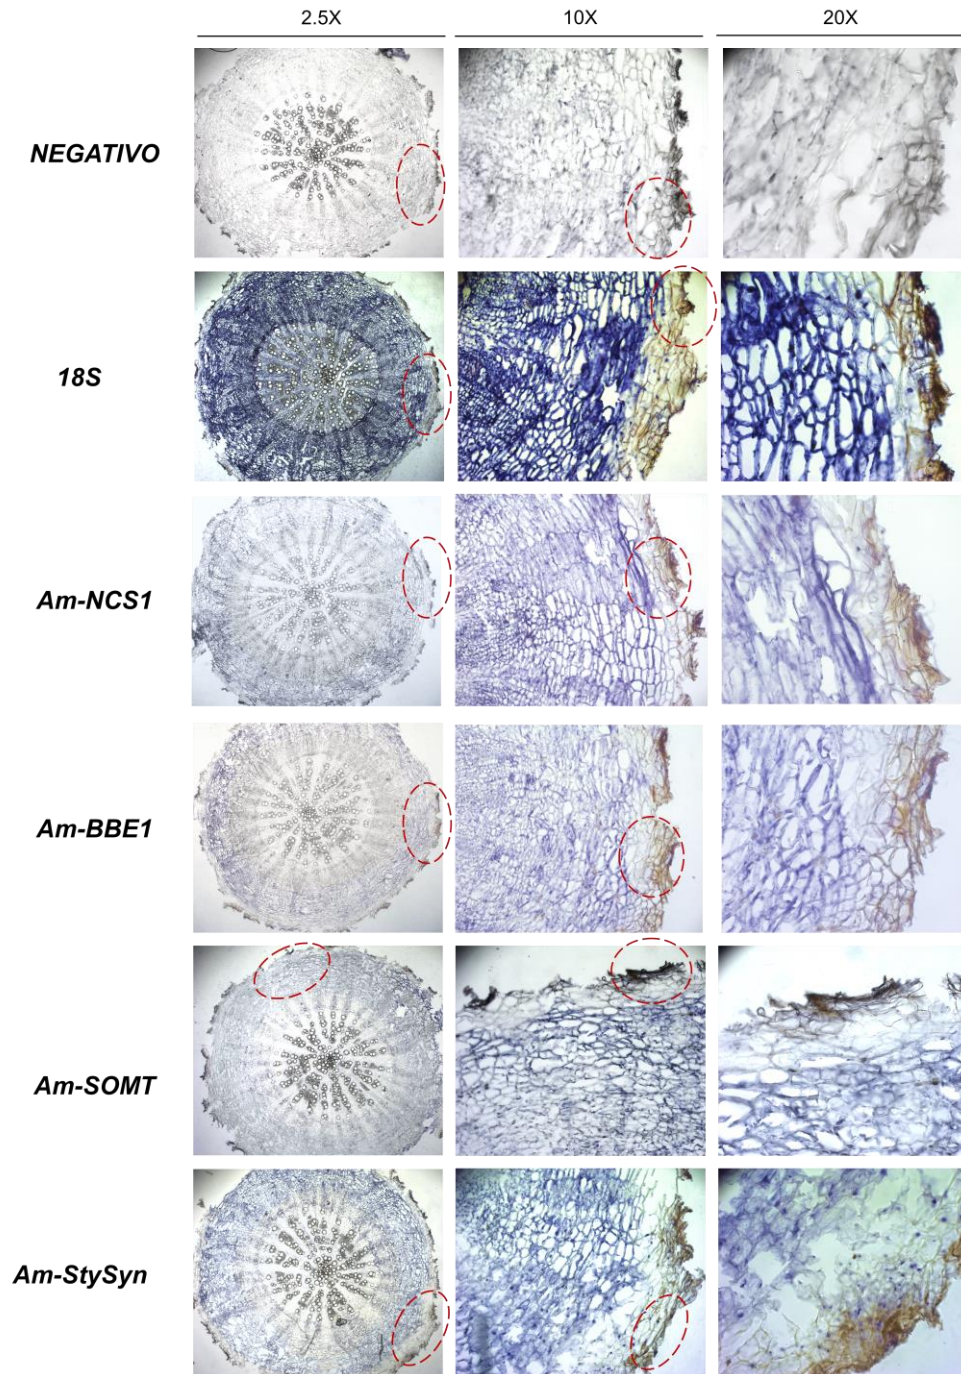 2.5X 10X 20X
NEGATIVO
18S
Am-NCS1
Am-BBE1
Am-SOMT
Am-StySyn